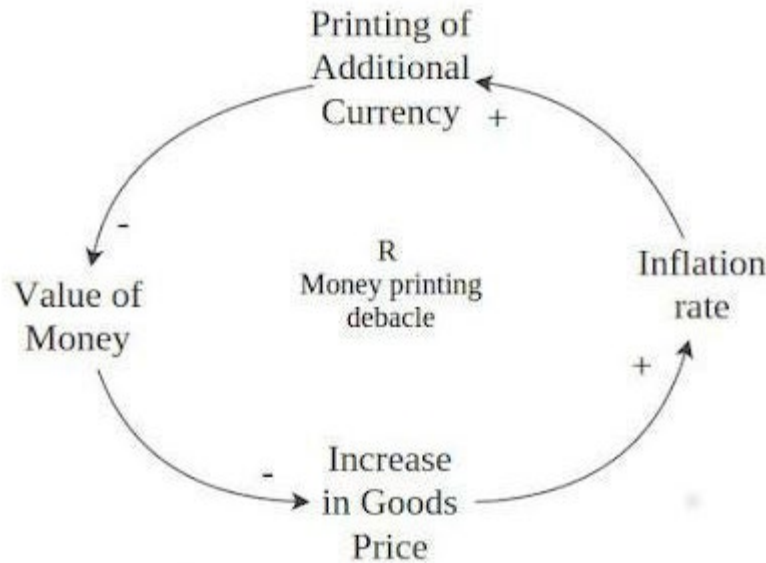 Printing of
Additional
Currency
+
-
R
Money printing
debacle
Inflation
rate
Value of
Money
+
-
Increase
in Goods
Price